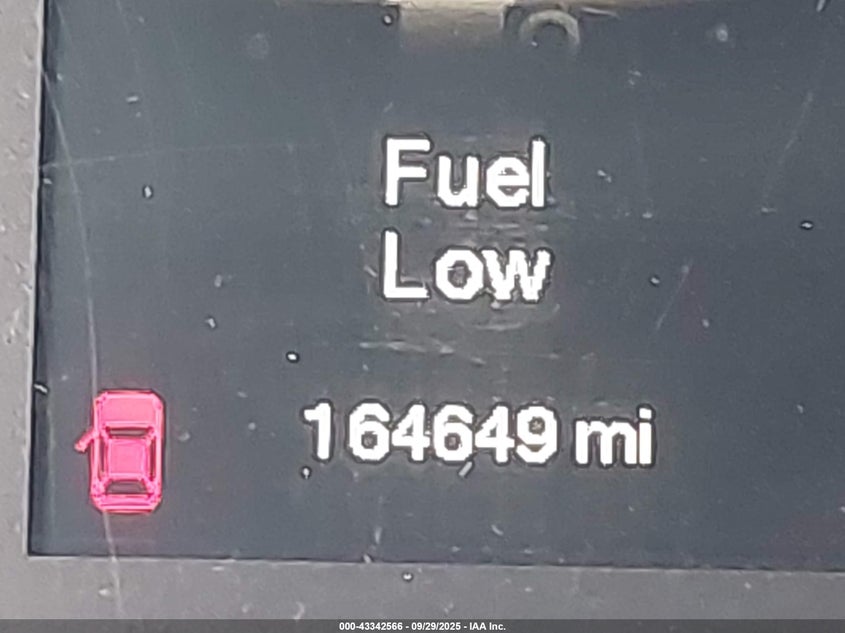 Fuel
Low
164649 mi
000-43342566 - 09/29/2025 - IAA Inc.